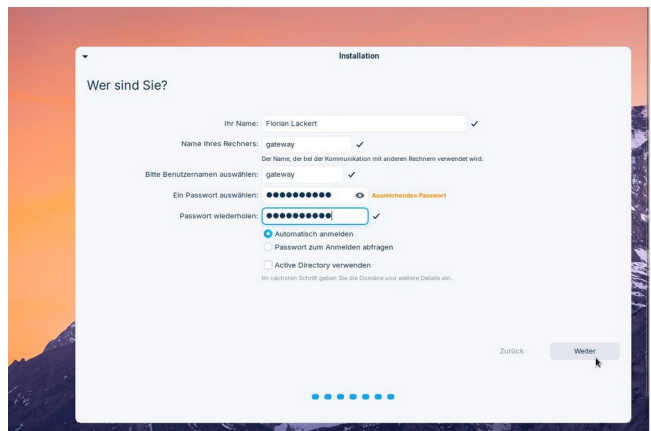 Installation
Wer sind Sie?
Ihr Name: Florian Lackert
Name Ihres Rechners: gateway
Der Name, der bei der Kommunikation mit anderen Rechnern verwendet wird.
Bitte Benutzernamen auswählen: gateway
Ein Passwort auswählen: ●●●●●●●●●● Ausreichendes Passwort
Passwort wiederholen: ●●●●●●●●●●
Automatisch anmelden
Passwort zum Anmelden abfragen
Active Directory verwenden
Im nächsten Schritt geben Sie die Domäne und weitere Details ein.
Zurück Weiter